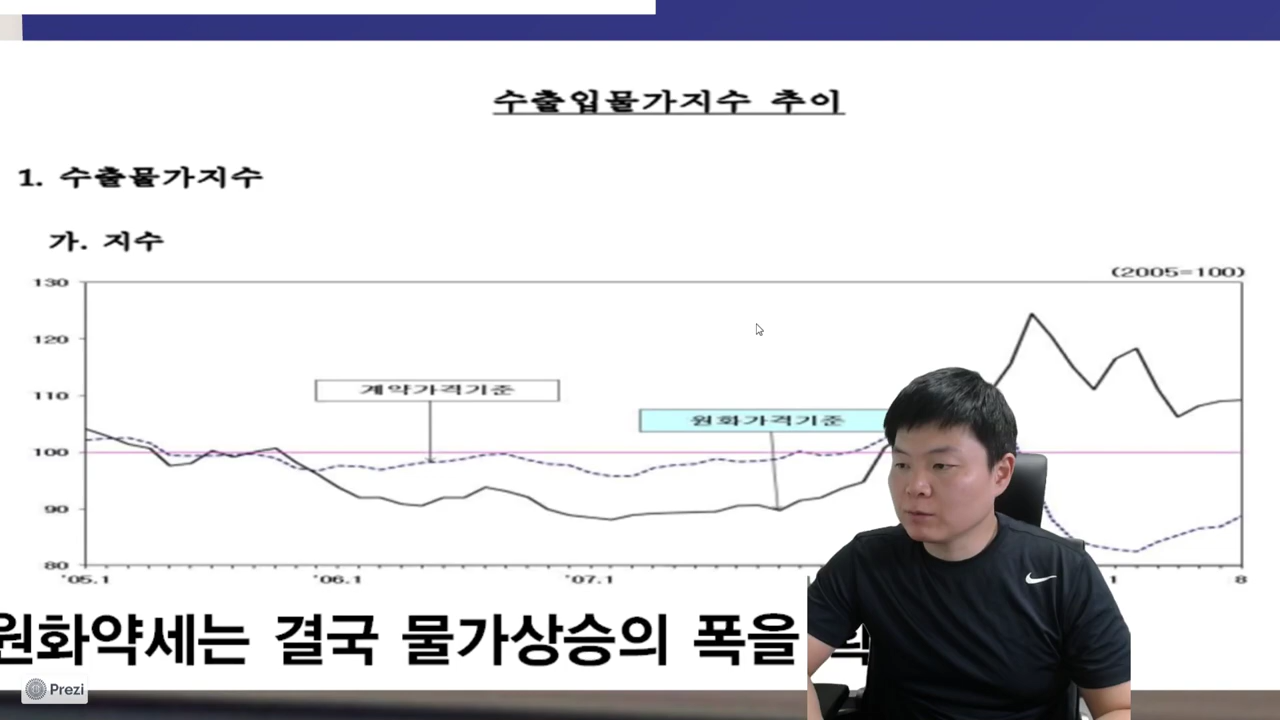 수출입물가지수 추이
1. 수출물가지수
가. 지수
(2005=100)
130
120
110
100
90
80
계약가격기준
원화가격기준
'05.1
'06.1
'07.1
8
원화약세는 결국 물가상승의 폭을
Prezi